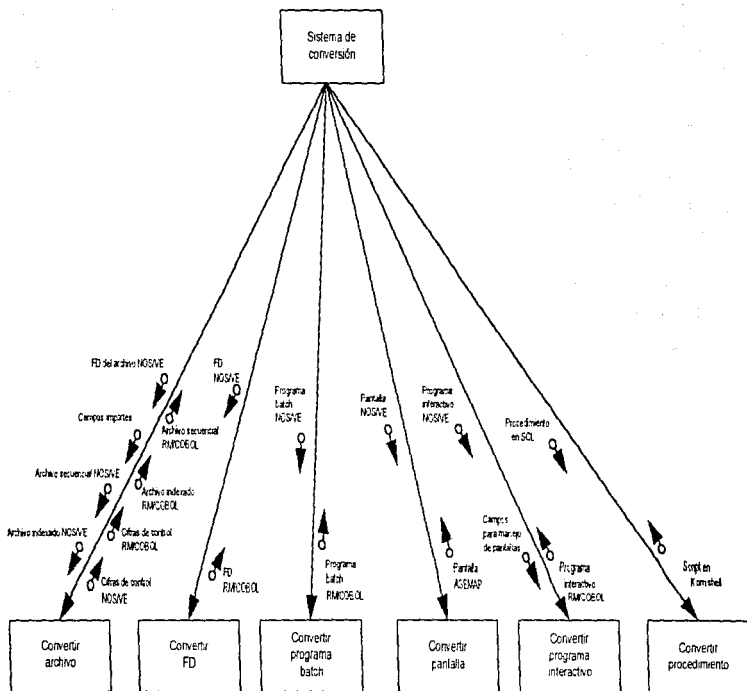 Sistema de
conversión
FD del archivo NOS/VE
FD
NOS/VE
Campos importes
Archivo secuencial
RM/COBOL
Programa
batch
NOS/VE
Pantalla
NOS/VE
Programa
interactivo
NOS/VE
Procedimiento
en SCL
Archivo secuencial NOS/VE
Archivo indexado
RM/COBOL
Archivo indexado NOS/VE
Cifras de control
RM/COBOL
Cifras de control
NOS/VE
FD
RM/COBOL
Programa
batch
RM/COBOL
Pantalla
ASEMAP
Campos
para manejo
de pantallas
Programa
interactivo
RM/COBOL
Script en
Kornshell
Convertir
archivo
Convertir
FD
Convertir
programa
batch
Convertir
pantalla
Convertir
programa
interactivo
Convertir
procedimiento